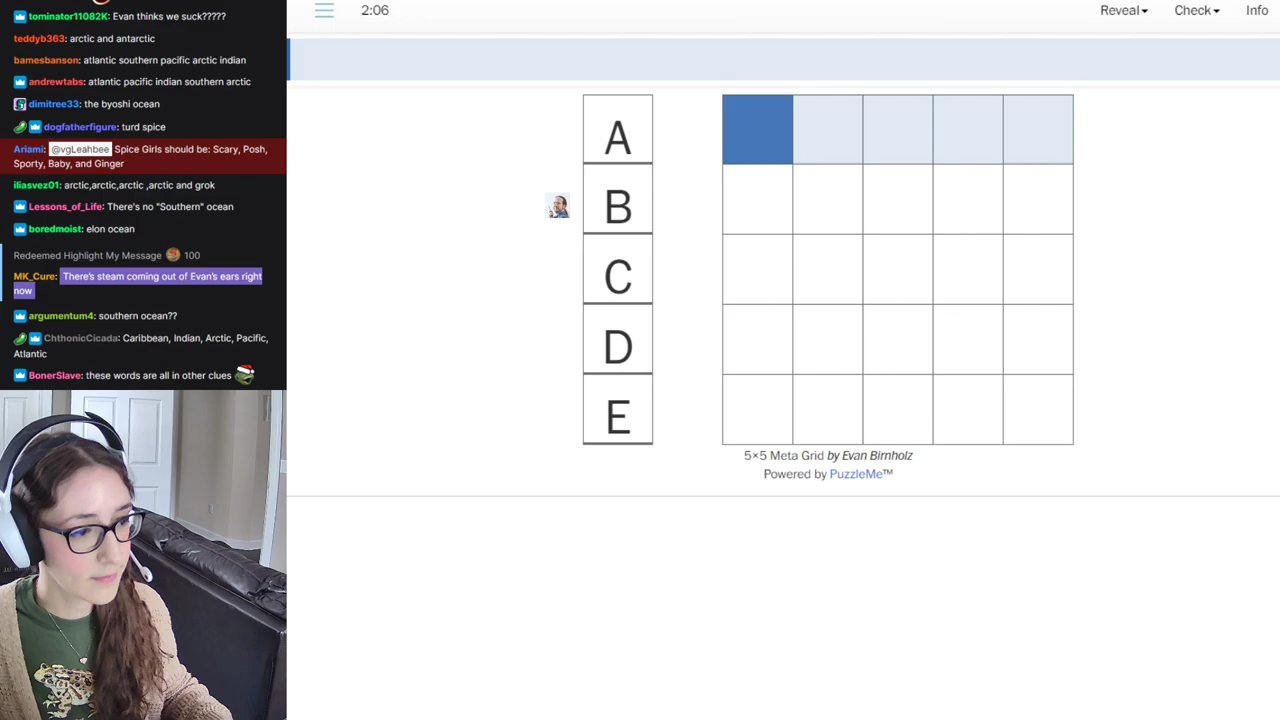 tominator11082K: Evan thinks we suck?????
teddyb363: arctic and antarctic
bamesbanson: atlantic southern pacific arctic indian
andrewtabs: atlantic pacific indian southern arctic
dimitree33: the byoshi ocean
dogfatherfigure: turd spice
Ariami: @vgLeahbee Spice Girls should be: Scary, Posh,
Sporty, Baby, and Ginger
iliasvez01: arctic,arctic,arctic ,arctic and grok
Lessons_of_Life: There's no "Southern" ocean
boredmoist: elon ocean
Redeemed Highlight My Message 100
MK_Cure: There's steam coming out of Evan's ears right
now
argumentum4: southern ocean??
ChthonicCicada: Caribbean, Indian, Arctic, Pacific,
Atlantic
BonerSlave: these words are all in other clues
2:06
Reveal
Check
Info
A
B
C
D
E
5×5 Meta Grid by Evan Birnholz
Powered by PuzzleMe™